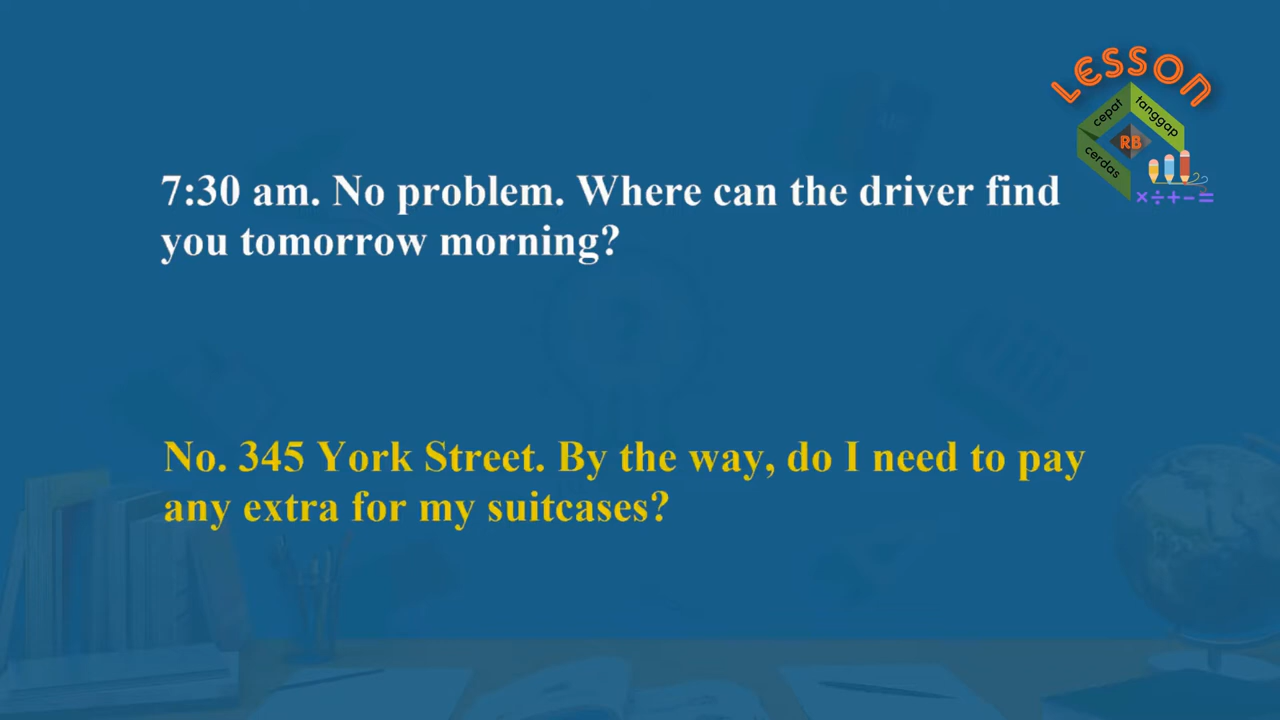 LESSON
cepat
tanggap
RB
cerdas
×÷+−=
7:30 am. No problem. Where can the driver find
you tomorrow morning?
No. 345 York Street. By the way, do I need to pay
any extra for my suitcases?